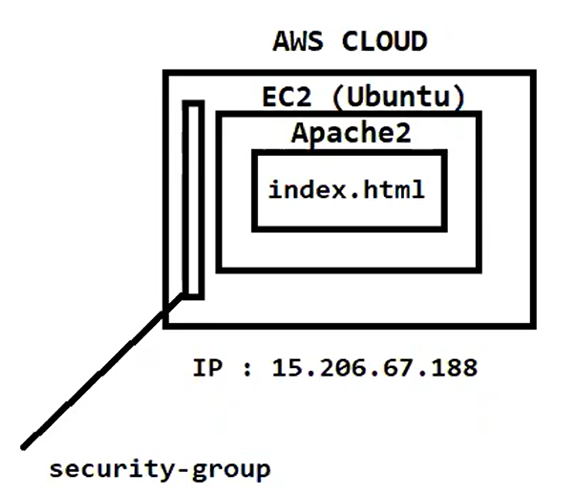 AWS CLOUD
EC2 (Ubuntu)
Apache2
index.html
IP : 15.206.67.188
security-group